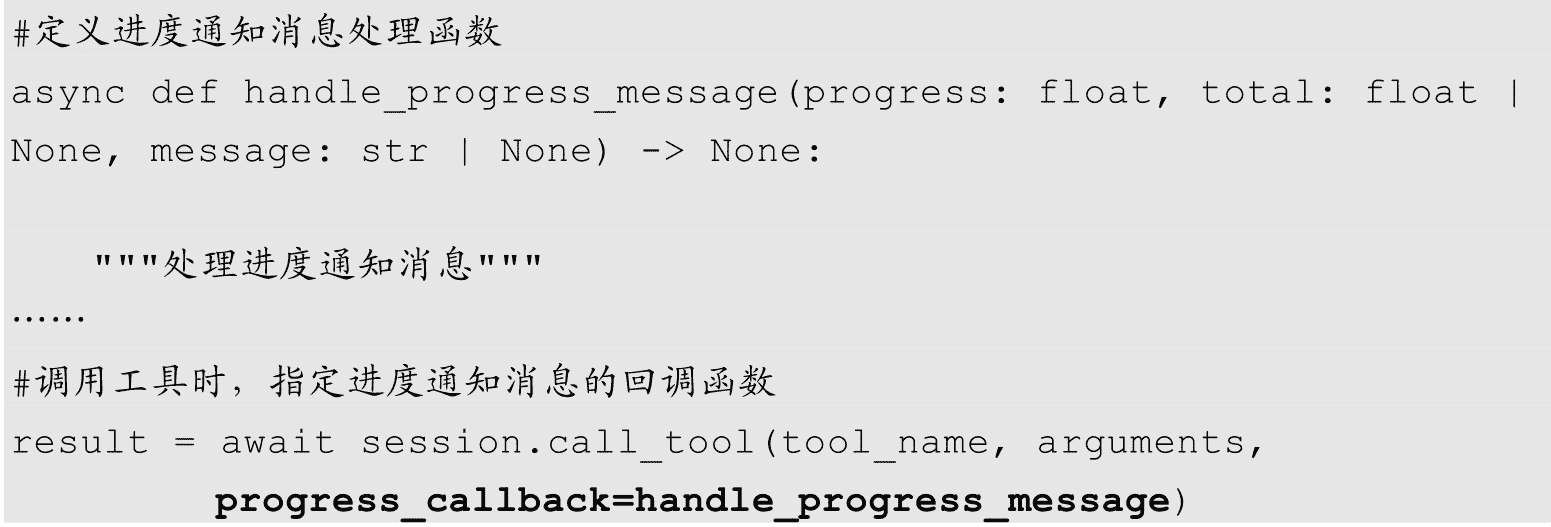 #定义进度通知消息处理函数
async def handle_progress_message(progress: float, total: float |
None, message: str | None) -> None:
"""处理进度通知消息"""
……
#调用工具时，指定进度通知消息的回调函数
result = await session.call_tool(tool_name, arguments,
progress_callback=handle_progress_message)